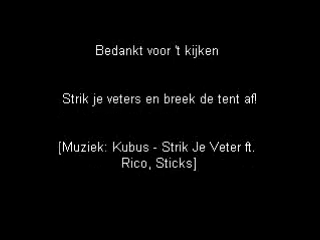 Bedankt voor 't kijken
Strik je veters en breek de tent af!
[Muziek: Kubus - Strik Je Veter ft.
Rico, Sticks]